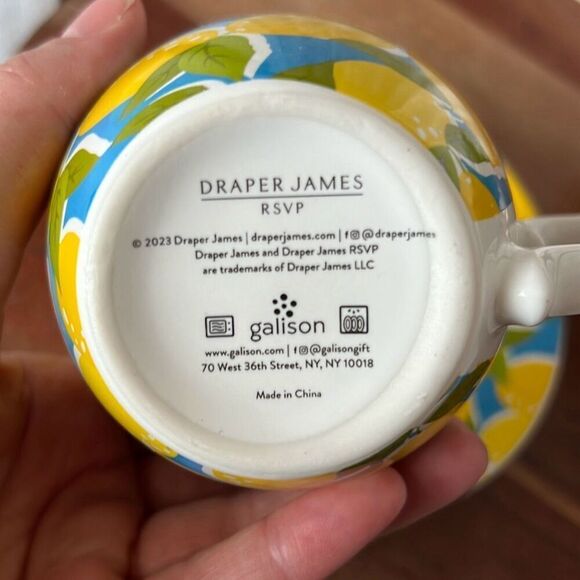 DRAPER JAMES
RSVP
© 2023 Draper James | draperjames.com | @draperjames
Draper James and Draper James RSVP
are trademarks of Draper James LLC
galison
www.galison.com | @galisongift
70 West 36th Street, NY, NY 10018
Made in China